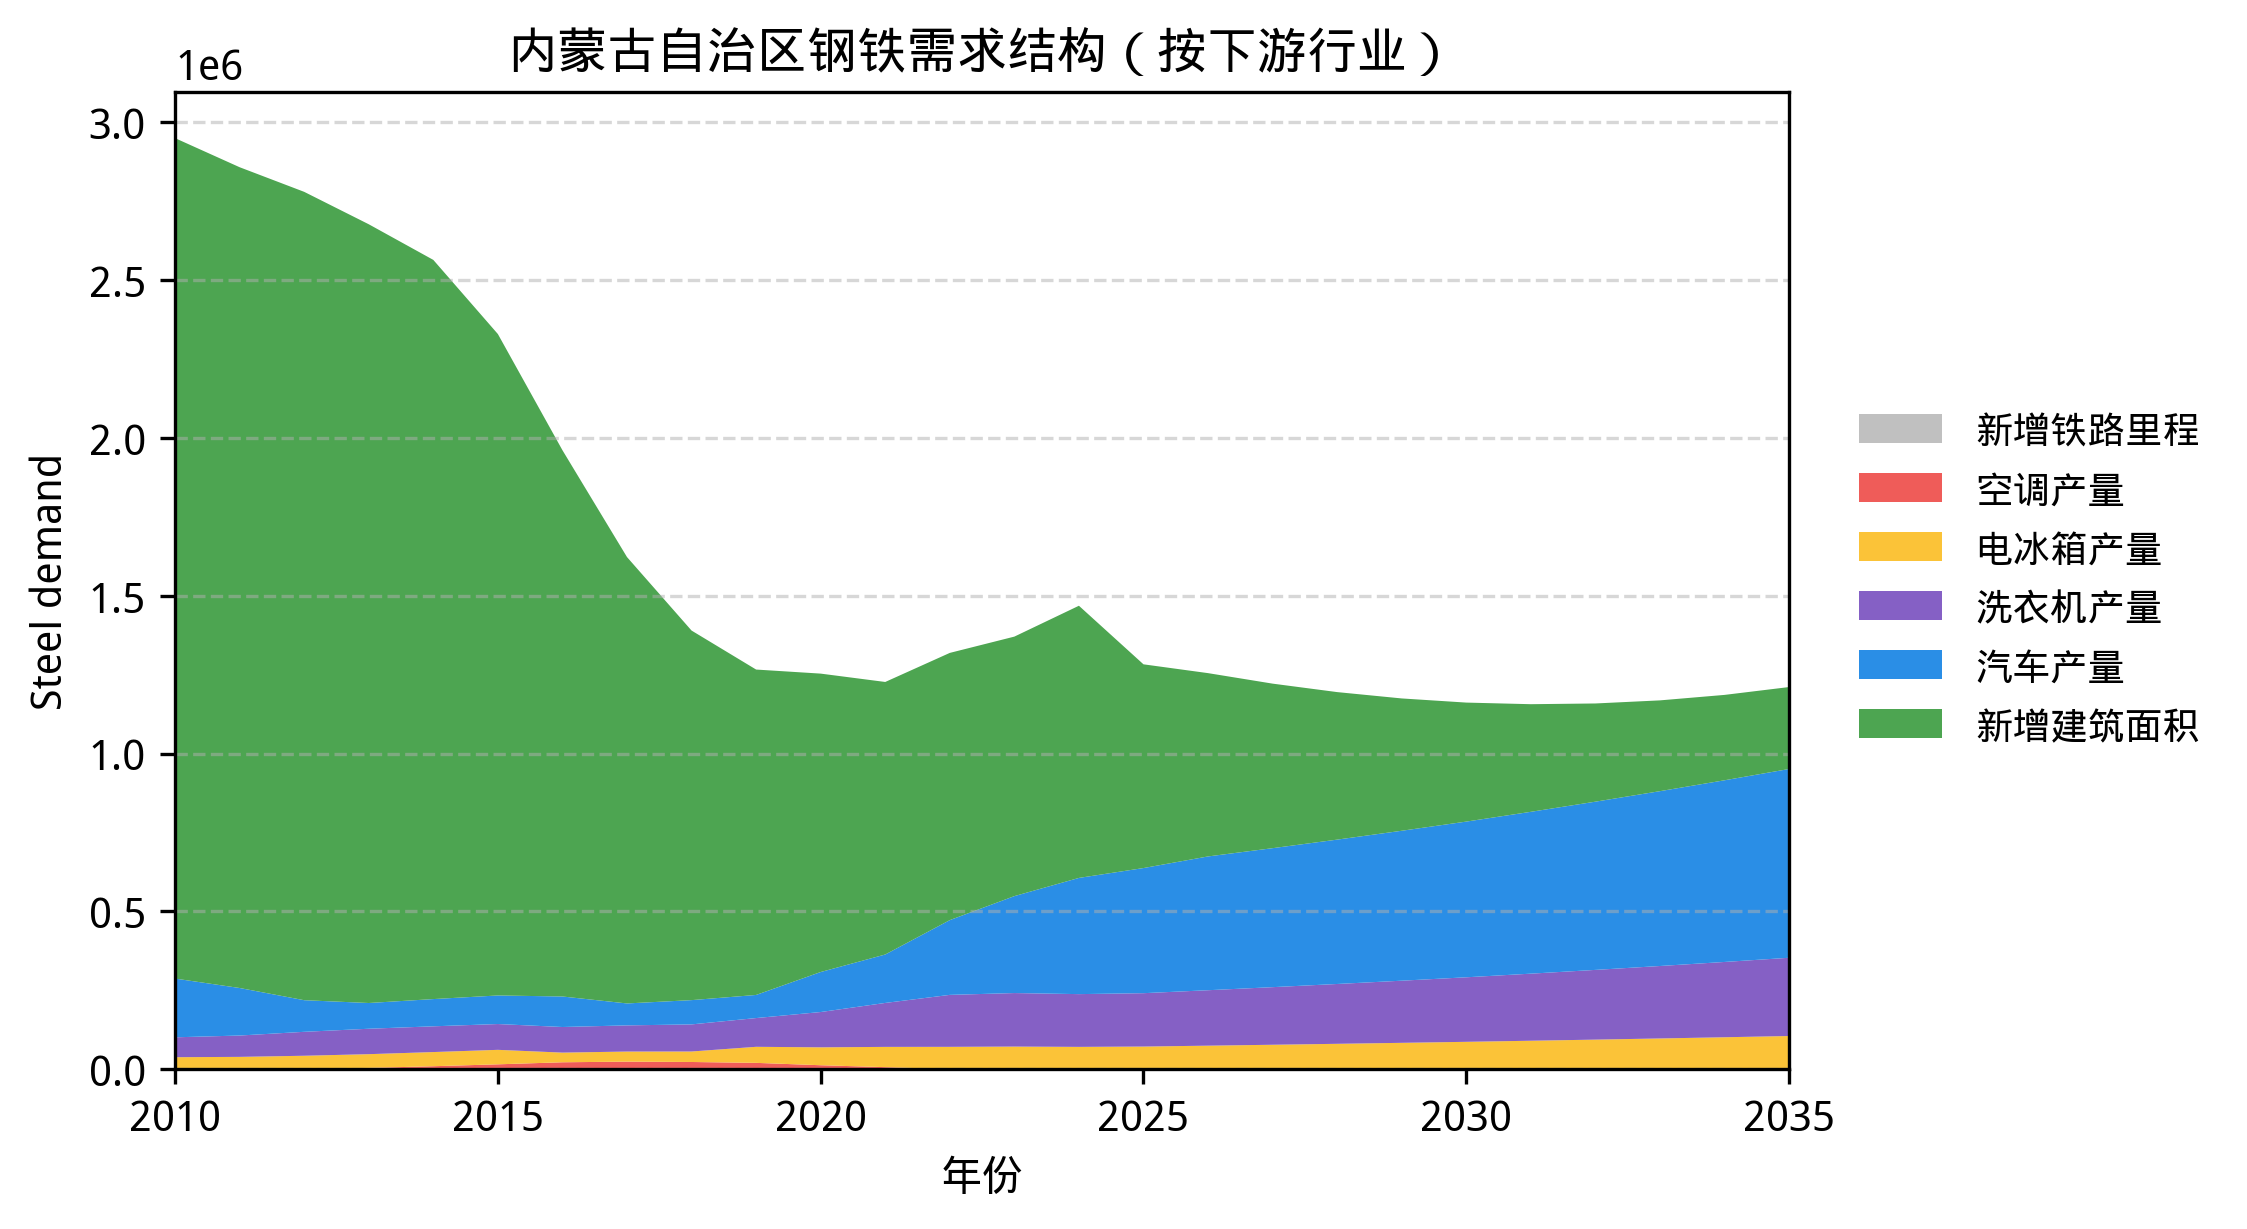 内蒙古自治区钢铁需求结构（按下游行业）
1e6
3.0
2.5
2.0
1.5
1.0
0.5
0.0
Steel demand
2010 2015 2020 2025 2030 2035
年份
新增铁路里程
空调产量
电冰箱产量
洗衣机产量
汽车产量
新增建筑面积